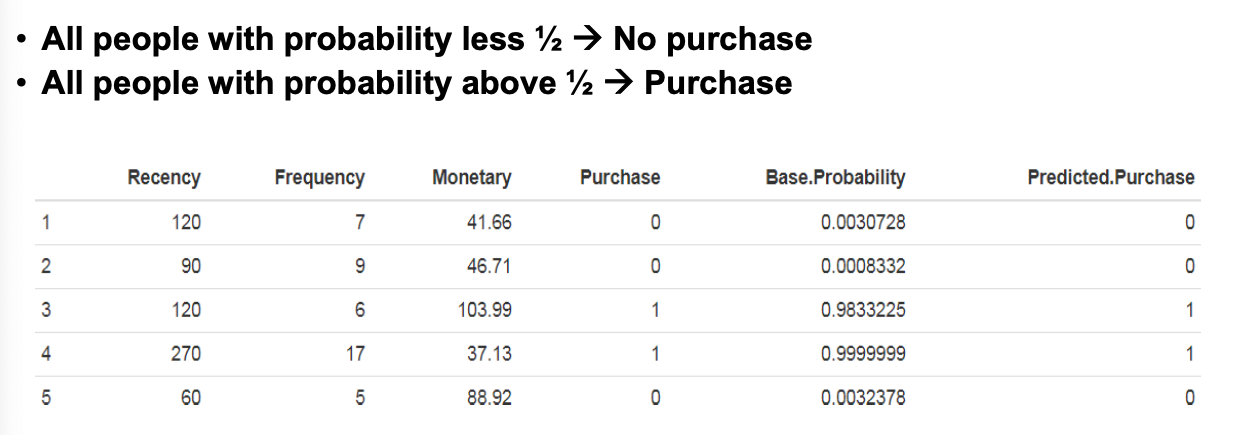 • All people with probability less ½ → No purchase
• All people with probability above ½ → Purchase
Recency Frequency Monetary Purchase Base.Probability Predicted.Purchase
1 120 7 41.66 0 0.0030728 0
2 90 9 46.71 0 0.0008332 0
3 120 6 103.99 1 0.9833225 1
4 270 17 37.13 1 0.9999999 1
5 60 5 88.92 0 0.0032378 0